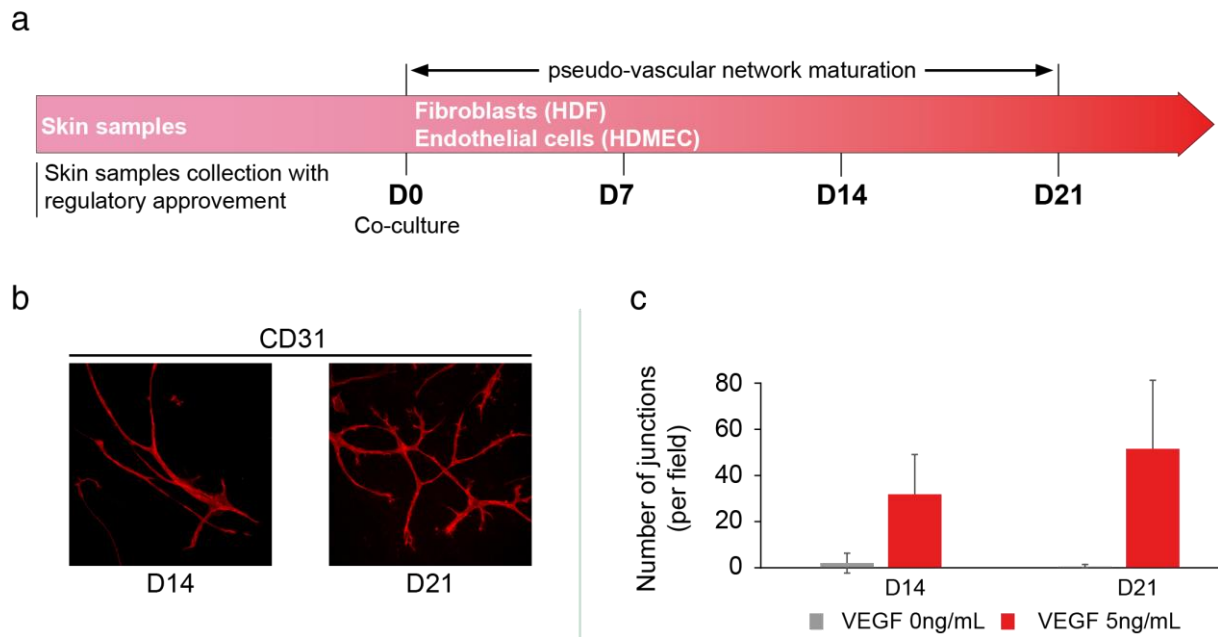 a
pseudo-vascular network maturation
Skin samples
Fibroblasts (HDF)
Endothelial cells (HDMEC)
Skin samples collection with
regulatory approvement
D0
D7
D14
D21
Co-culture
b
CD31
D14
D21
c
Number of junctions
(per field)
80
60
40
20
0
D14
D21
VEGF 0ng/mL
VEGF 5ng/mL